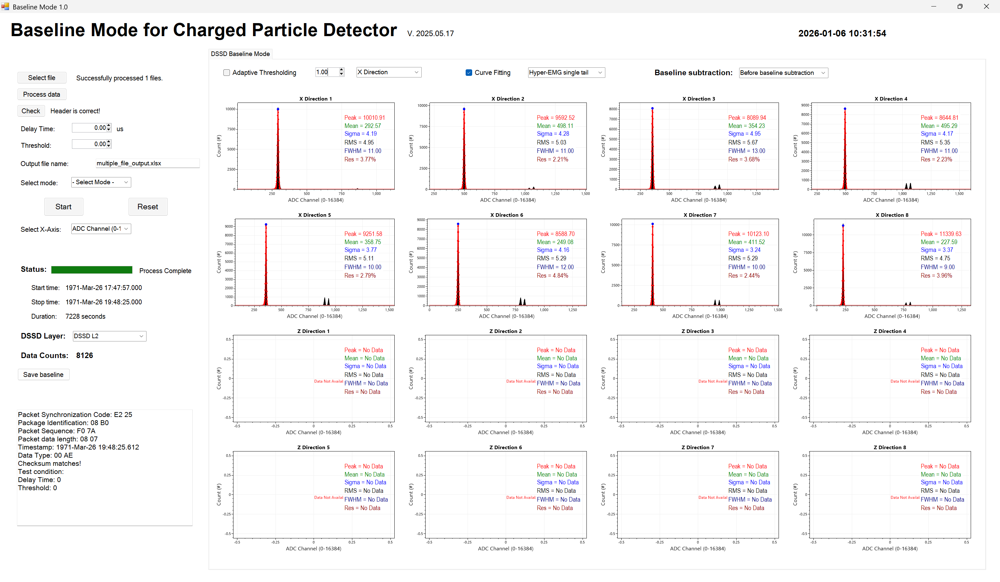 Baseline Mode 1.0
Baseline Mode for Charged Particle Detector V. 2025.05.17
2026-01-06 10:31:54
Select file Successfully processed 1 files.
Process data
Check Header is correct!
Delay Time: 0.00 us
Threshold: 0.00
Output file name: multiple_file_output.xlsx
Select mode: - Select Mode -
Start Reset
Select X-Axis: ADC Channel (0-1
Status: Process Complete
Start time: 1971-Mar-26 17:47:57.000
Stop time: 1971-Mar-26 19:48:25.000
Duration: 7228 seconds
DSSD Layer: DSSD L2
Data Counts: 8126
Save baseline
Packet Synchronization Code: E2 25
Package Identification: 08 B0
Packet Sequence: F0 7A
Packet data length: 08 07
Timestamp: 1971-Mar-26 19:48:25.612
Data Type: 00 AE
Checksum matches!
Test condition:
Delay Time: 0
Threshold: 0
DSSD Baseline Mode
Adaptive Thresholding 1.00 X Direction Curve Fitting Hyper-EMG single tail Baseline subtraction: Before baseline subtraction
X Direction 1
Count (#)
10000
7500
5000
2500
0
250 500 750 1,000
ADC Channel (0-16384)
Peak = 10010.91
Mean = 292.57
Sigma = 4.19
RMS = 4.95
FWHM = 11.00
Res = 3.77%
X Direction 2
Count (#)
10000
7500
5000
2500
0
250 500 750 1,000 1,250 1,500
ADC Channel (0-16384)
Peak = 9592.52
Mean = 498.11
Sigma = 4.28
RMS = 5.03
FWHM = 11.00
Res = 2.21%
X Direction 3
Count (#)
8000
7000
6000
5000
4000
3000
2000
1000
0
250 500 750 1,000 1,250
ADC Channel (0-16384)
Peak = 8089.94
Mean = 354.23
Sigma = 4.95
RMS = 5.67
FWHM = 13.00
Res = 3.68%
X Direction 4
Count (#)
9000
8000
7000
6000
5000
4000
3000
2000
1000
0
250 500 750 1,000 1,250 1,500
ADC Channel (0-16384)
Peak = 8644.81
Mean = 495.29
Sigma = 4.17
RMS = 5.35
FWHM = 11.00
Res = 2.23%
X Direction 5
Count (#)
9000
8000
7000
6000
5000
4000
3000
2000
1000
0
250 500 750 1,000 1,250 1,500
ADC Channel (0-16384)
Peak = 9251.58
Mean = 358.75
Sigma = 3.77
RMS = 5.11
FWHM = 10.00
Res = 2.79%
X Direction 6
Count (#)
9000
8000
7000
6000
5000
4000
3000
2000
1000
0
0 250 500 750 1,000 1,250
ADC Channel (0-16384)
Peak = 8588.70
Mean = 249.08
Sigma = 4.16
RMS = 5.29
FWHM = 12.00
Res = 4.84%
X Direction 7
Count (#)
10000
7500
5000
2500
0
250 500 750 1,000 1,250 1,500
ADC Channel (0-16384)
Peak = 10123.10
Mean = 411.52
Sigma = 3.24
RMS = 5.29
FWHM = 10.00
Res = 2.44%
X Direction 8
Count (#)
10000
7500
5000
2500
0
0 250 500 750 1,000 1,250
ADC Channel (0-16384)
Peak = 11339.63
Mean = 227.59
Sigma = 3.37
RMS = 4.75
FWHM = 9.00
Res = 3.96%
Z Direction 1
Count (#)
0.5
0.25
0
-0.25
-0.5
-0.5 -0.25 0 0.25 0.5
ADC Channel (0-16384)
Data Not Availab
Peak = No Data
Mean = No Data
Sigma = No Data
RMS = No Data
FWHM = No Data
Res = No Data
Z Direction 2
Count (#)
0.5
0.25
0
-0.25
-0.5
-0.5 -0.25 0 0.25 0.5
ADC Channel (0-16384)
Data Not Availab
Peak = No Data
Mean = No Data
Sigma = No Data
RMS = No Data
FWHM = No Data
Res = No Data
Z Direction 3
Count (#)
0.5
0.25
0
-0.25
-0.5
-0.5 -0.25 0 0.25 0.5
ADC Channel (0-16384)
Data Not Availab
Peak = No Data
Mean = No Data
Sigma = No Data
RMS = No Data
FWHM = No Data
Res = No Data
Z Direction 4
Count (#)
0.5
0.25
0
-0.25
-0.5
-0.5 -0.25 0 0.25 0.5
ADC Channel (0-16384)
Data Not Availab
Peak = No Data
Mean = No Data
Sigma = No Data
RMS = No Data
FWHM = No Data
Res = No Data
Z Direction 5
Count (#)
0.5
0.25
0
-0.25
-0.5
-0.5 -0.25 0 0.25 0.5
ADC Channel (0-16384)
Data Not Availab
Peak = No Data
Mean = No Data
Sigma = No Data
RMS = No Data
FWHM = No Data
Res = No Data
Z Direction 6
Count (#)
0.5
0.25
0
-0.25
-0.5
-0.5 -0.25 0 0.25 0.5
ADC Channel (0-16384)
Data Not Availab
Peak = No Data
Mean = No Data
Sigma = No Data
RMS = No Data
FWHM = No Data
Res = No Data
Z Direction 7
Count (#)
0.5
0.25
0
-0.25
-0.5
-0.5 -0.25 0 0.25 0.5
ADC Channel (0-16384)
Data Not Availab
Peak = No Data
Mean = No Data
Sigma = No Data
RMS = No Data
FWHM = No Data
Res = No Data
Z Direction 8
Count (#)
0.5
0.25
0
-0.25
-0.5
-0.5 -0.25 0 0.25 0.5
ADC Channel (0-16384)
Data Not Availab
Peak = No Data
Mean = No Data
Sigma = No Data
RMS = No Data
FWHM = No Data
Res = No Data